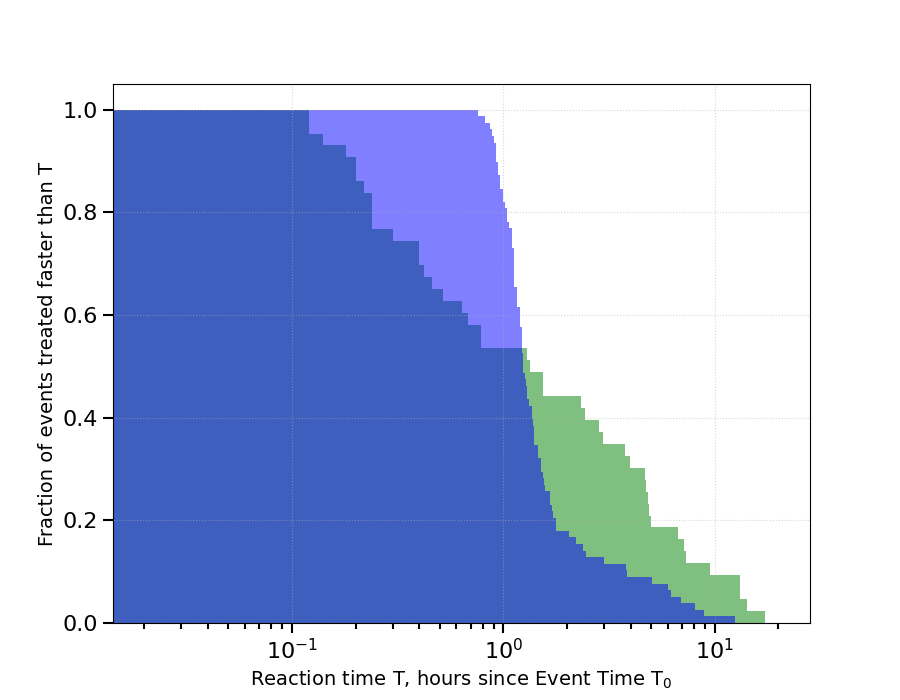 Fraction of events treated faster than T
1.0
0.8
0.6
0.4
0.2
0.0
10⁻¹ 10⁰ 10¹
Reaction time T, hours since Event Time T₀